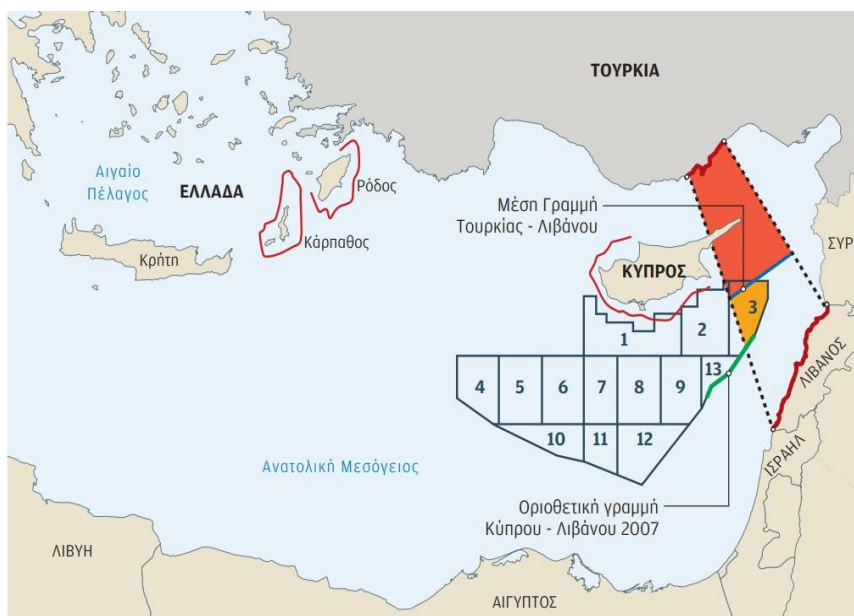 ΤΟΥΡΚΙΑ
Αιγαίο
Πέλαγος
ΕΛΛΑΔΑ
Ρόδος
Κάρπαθος
Κρήτη
Μέση Γραμμή
Τουρκίας - Λιβάνου
ΣΥΡ
ΚΥΠΡΟΣ
3
1
2
ΛΙΒΑΝΟΣ
4
5
6
7
8
9
13
10
11
12
ΙΣΡΑΗΛ
Ανατολική Μεσόγειος
Οριοθετική γραμμή
Κύπρου - Λιβάνου 2007
ΛΙΒΥΗ
ΑΙΓΥΠΤΟΣ